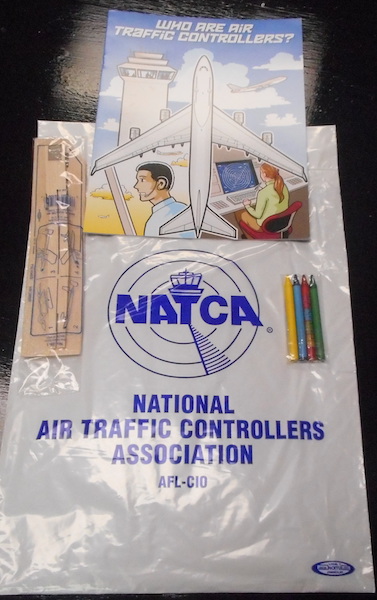 WHO ARE AIR
TRAFFIC CONTROLLERS?
NATCA
®
NATIONAL
AIR TRAFFIC CONTROLLERS
ASSOCIATION
AFL-CIO